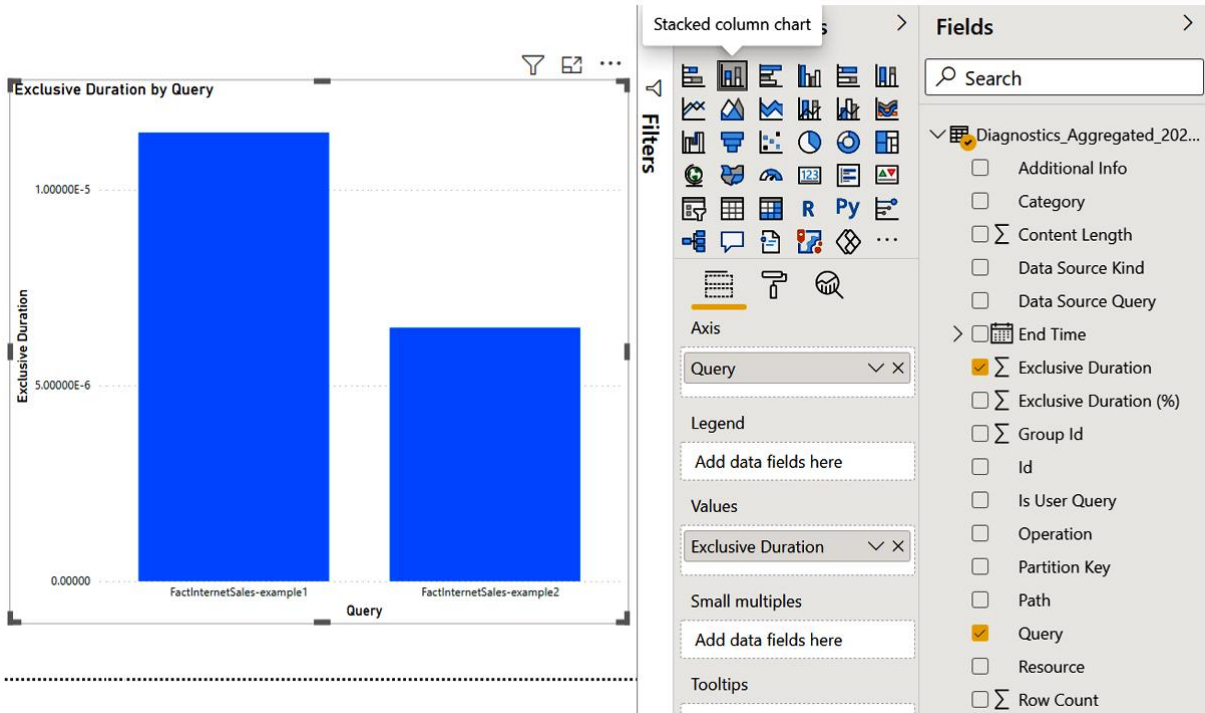 Stacked column chart
s
Fields
Search
Exclusive Duration by Query
1.00000E-5
5.00000E-6
0.00000
Exclusive Duration
FactInternetSales-example1
FactInternetSales-example2
Query
Filters
123
R
Py
Axis
Query
Legend
Add data fields here
Values
Exclusive Duration
Small multiples
Add data fields here
Tooltips
Diagnostics_Aggregated_202...
Additional Info
Category
Σ Content Length
Data Source Kind
Data Source Query
End Time
Σ Exclusive Duration
Σ Exclusive Duration (%)
Σ Group Id
Id
Is User Query
Operation
Partition Key
Path
Query
Resource
Σ Row Count